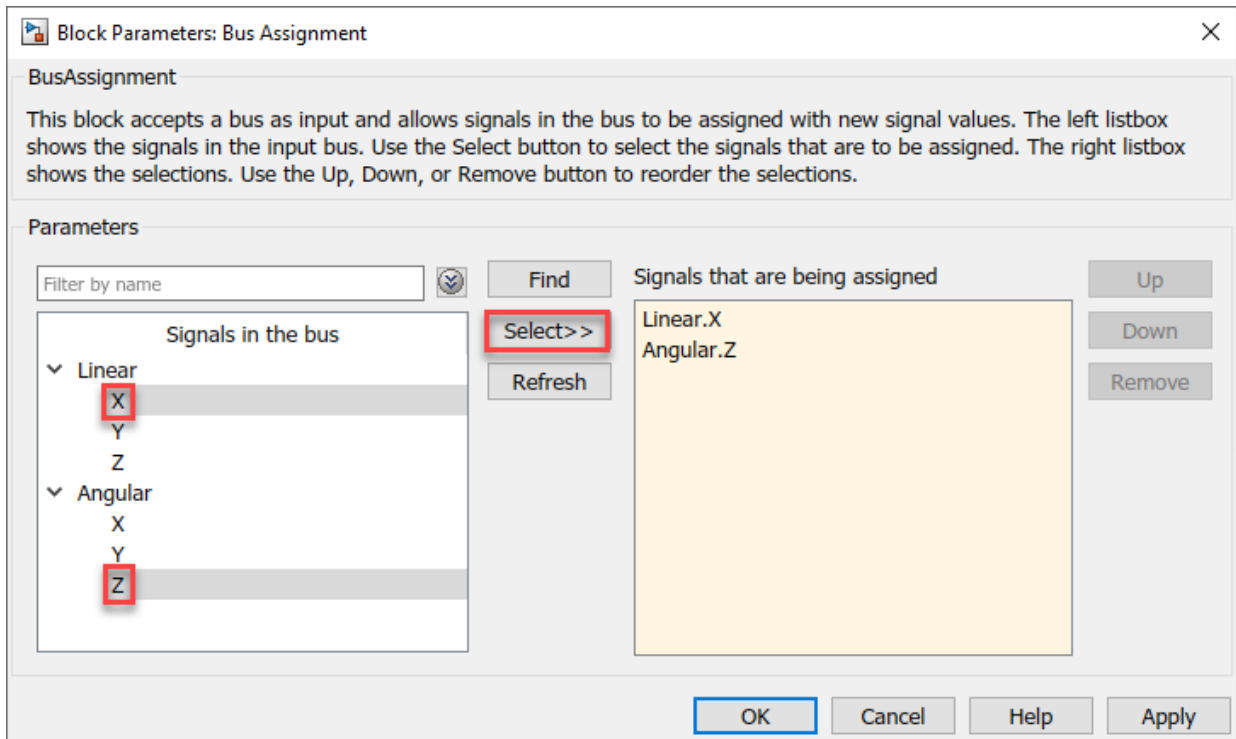 Block Parameters: Bus Assignment
BusAssignment
This block accepts a bus as input and allows signals in the bus to be assigned with new signal values. The left listbox
shows the signals in the input bus. Use the Select button to select the signals that are to be assigned. The right listbox
shows the selections. Use the Up, Down, or Remove button to reorder the selections.
Parameters
Filter by name
Find
Signals that are being assigned
Up
Signals in the bus
Select>>
Linear.X
Down
Angular.Z
Linear
Refresh
Remove
X
Y
Z
Angular
X
Y
Z
OK
Cancel
Help
Apply